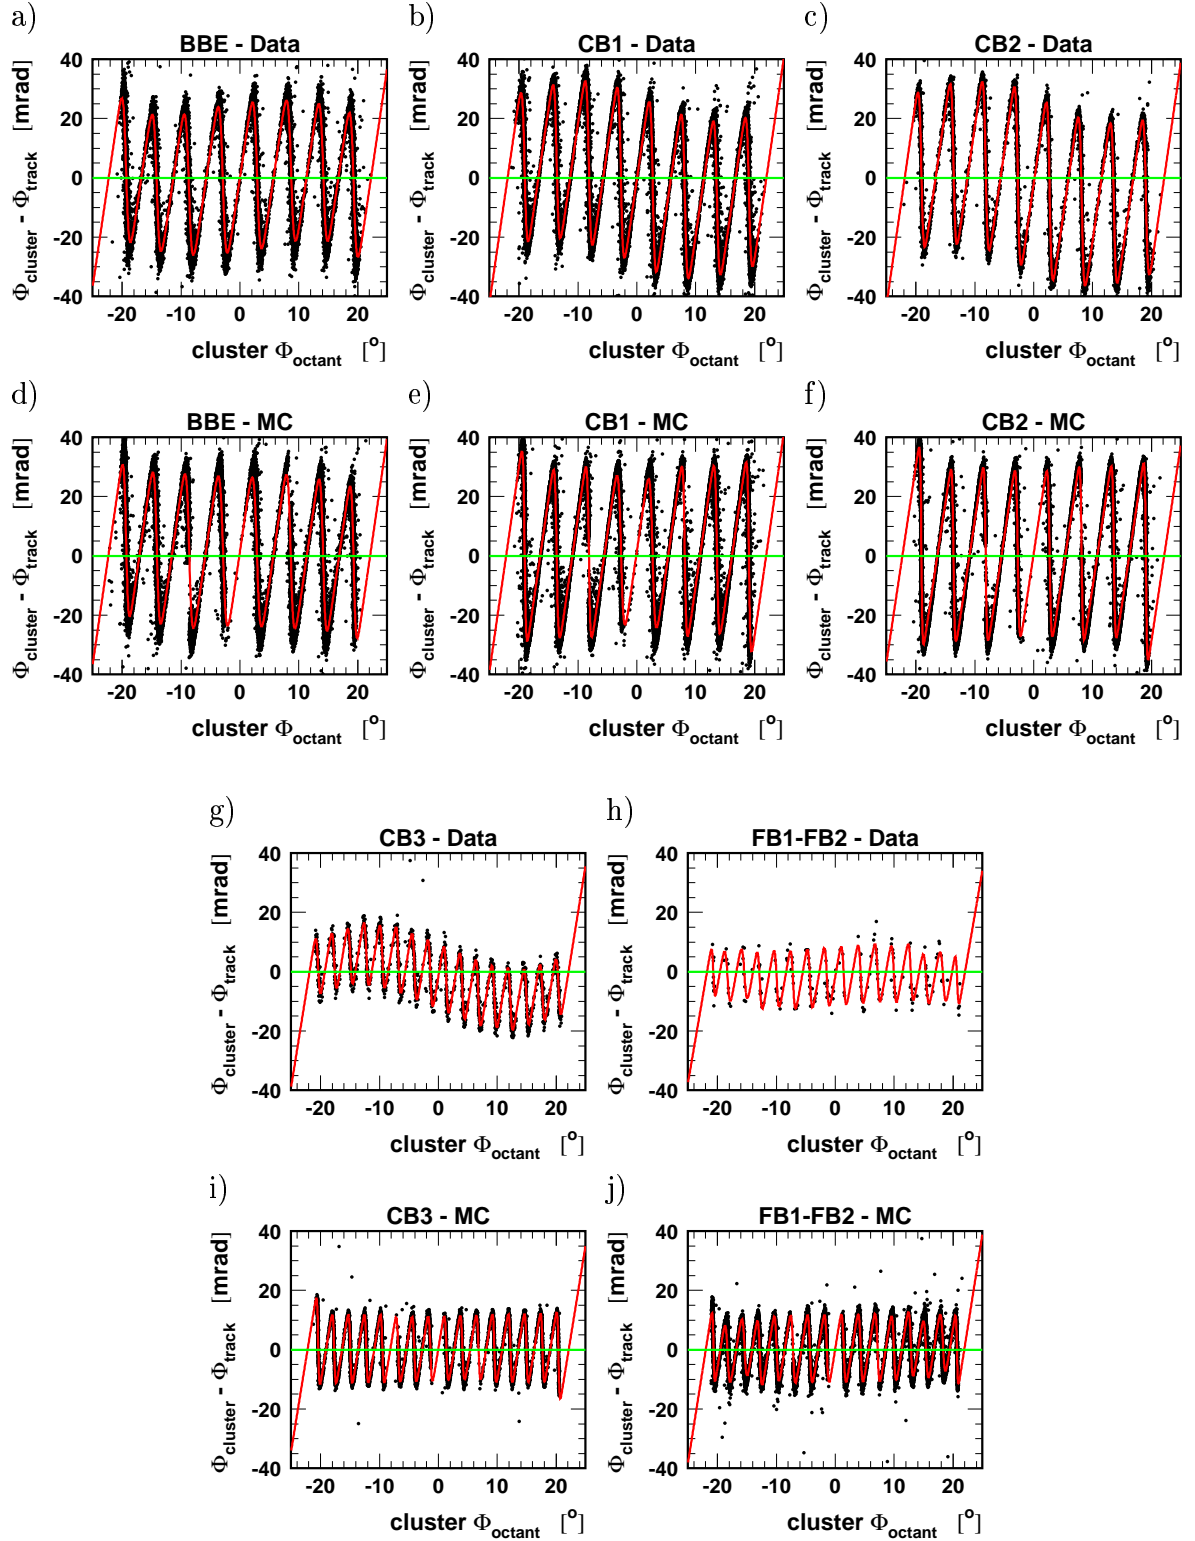 a)
BBE - Data
Φcluster - Φtrack [mrad]
40
20
0
-20
-40
-20 -10 0 10 20
cluster Φoctant [o]
b)
CB1 - Data
Φcluster - Φtrack [mrad]
40
20
0
-20
-40
-20 -10 0 10 20
cluster Φoctant [o]
c)
CB2 - Data
Φcluster - Φtrack [mrad]
40
20
0
-20
-40
-20 -10 0 10 20
cluster Φoctant [o]
d)
BBE - MC
Φcluster - Φtrack [mrad]
40
20
0
-20
-40
-20 -10 0 10 20
cluster Φoctant [o]
e)
CB1 - MC
Φcluster - Φtrack [mrad]
40
20
0
-20
-40
-20 -10 0 10 20
cluster Φoctant [o]
f)
CB2 - MC
Φcluster - Φtrack [mrad]
40
20
0
-20
-40
-20 -10 0 10 20
cluster Φoctant [o]
g)
CB3 - Data
Φcluster - Φtrack [mrad]
40
20
0
-20
-40
-20 -10 0 10 20
cluster Φoctant [o]
h)
FB1-FB2 - Data
Φcluster - Φtrack [mrad]
40
20
0
-20
-40
-20 -10 0 10 20
cluster Φoctant [o]
i)
CB3 - MC
Φcluster - Φtrack [mrad]
40
20
0
-20
-40
-20 -10 0 10 20
cluster Φoctant [o]
j)
FB1-FB2 - MC
Φcluster - Φtrack [mrad]
40
20
0
-20
-40
-20 -10 0 10 20
cluster Φoctant [o]